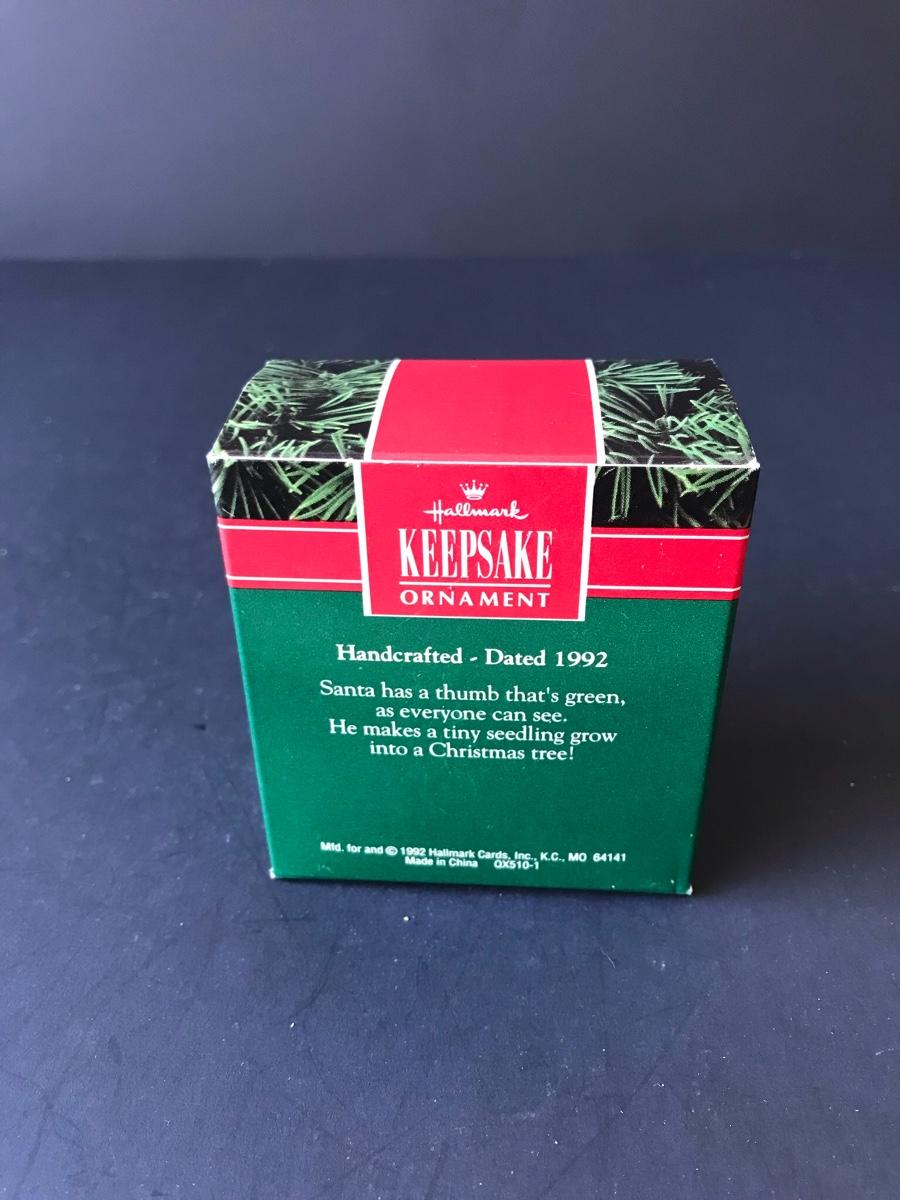 Hallmark
KEEPSAKE
ORNAMENT
Handcrafted - Dated 1992
Santa has a thumb that's green,
as everyone can see.
He makes a tiny seedling grow
into a Christmas tree!
Mfd. for and © 1992 Hallmark Cards, Inc., K.C., MO 64141
Made in China QX510-1